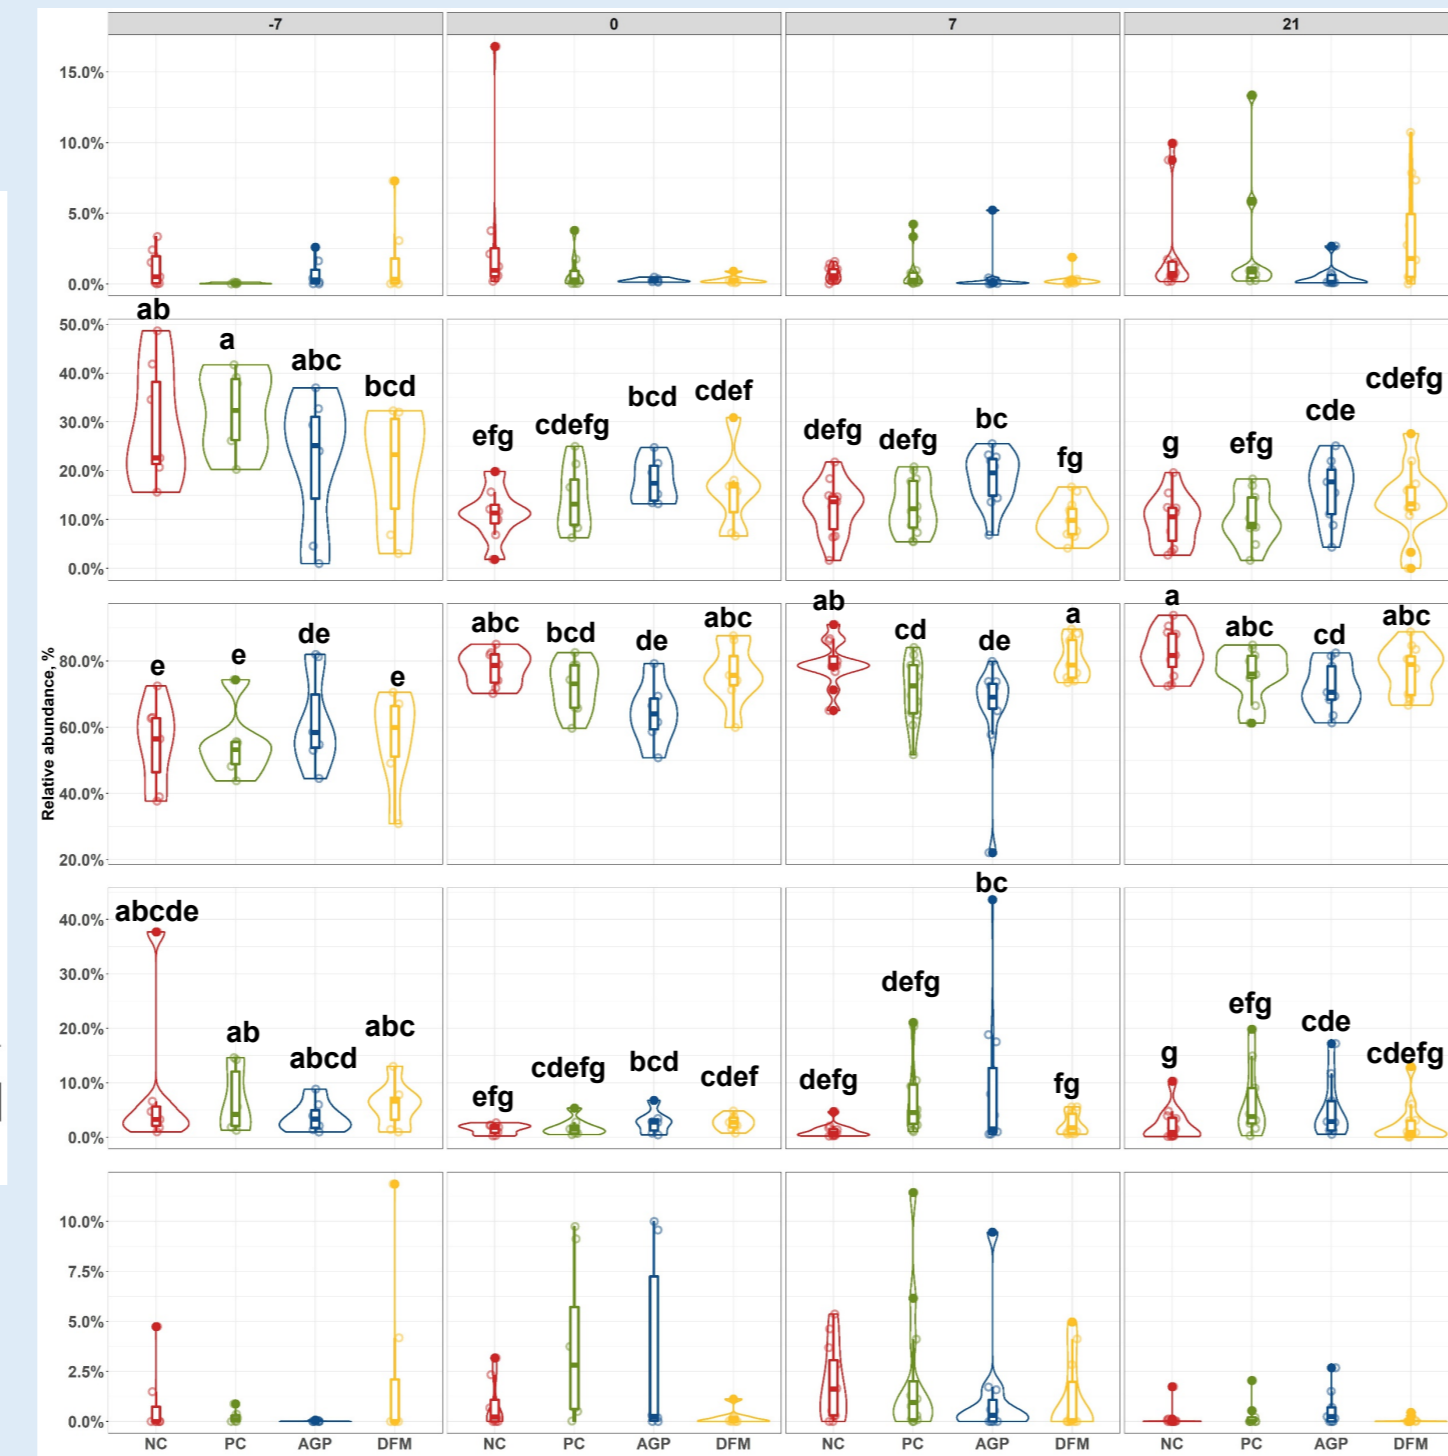 -7 0 7 21
15.0%
10.0%
5.0%
0.0%
50.0%
40.0%
30.0%
20.0%
10.0%
0.0%
ab a abc bcd
efg cdefg bcd cdef
defg defg bc fg
g efg cde cdefg
Relative abundance, %
80.0%
60.0%
40.0%
20.0%
e e de e
abc bcd de abc
ab cd de a
a abc cd abc
40.0%
30.0%
20.0%
10.0%
0.0%
abcde ab abcd abc
efg cdefg bcd cdef
defg defg bc fg
g efg cde cdefg
10.0%
7.5%
5.0%
2.5%
0.0%
NC PC AGP DFM NC PC AGP DFM NC PC AGP DFM NC PC AGP DFM